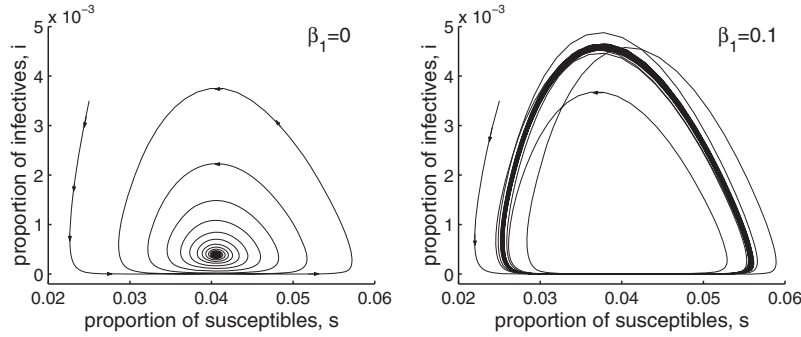 x 10⁻³
5
4
3
2
1
0
0.02 0.03 0.04 0.05 0.06
proportion of susceptibles, s
proportion of infectives, i
β₁=0
x 10⁻³
5
4
3
2
1
0
0.02 0.03 0.04 0.05 0.06
proportion of susceptibles, s
proportion of infectives, i
β₁=0.1